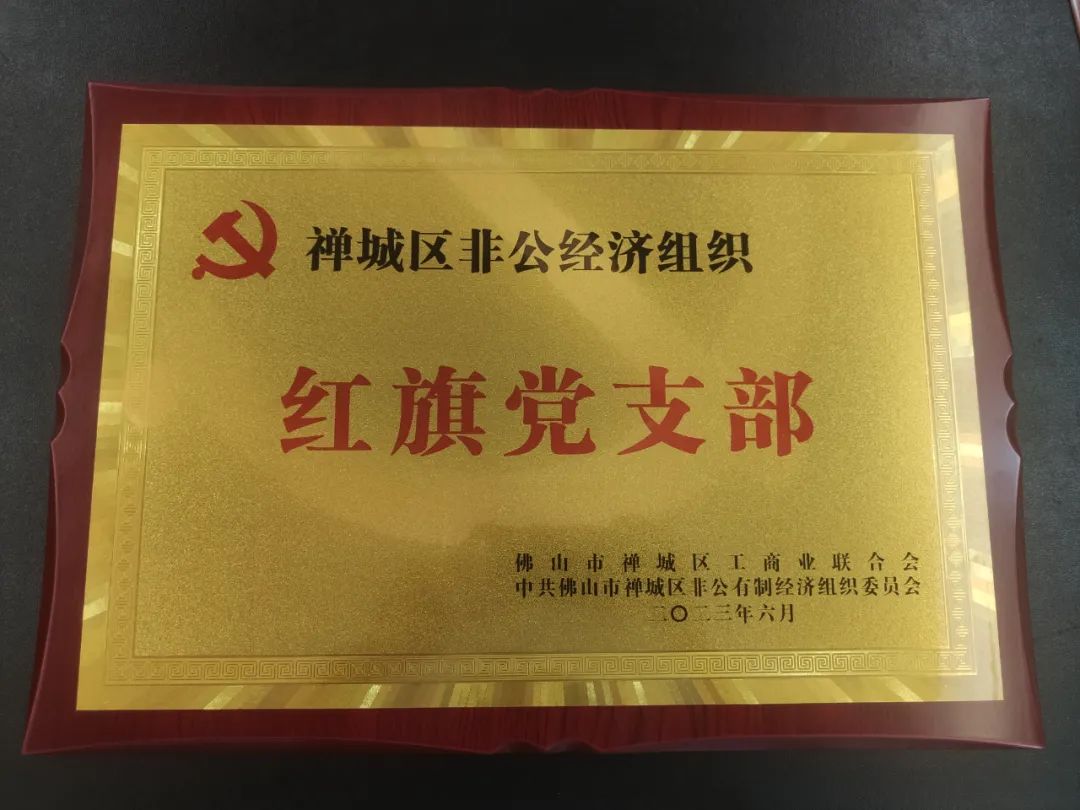 禅城区非公经济组织
红旗党支部
佛山市禅城区工商业联合会
中共佛山市禅城区非公有制经济组织委员会
二〇二三年六月